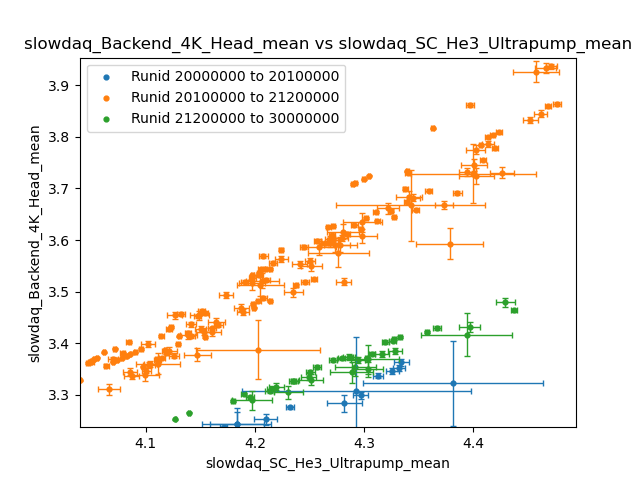 slowdaq_Backend_4K_Head_mean vs slowdaq_SC_He3_Ultrapump_mean
Runid 20000000 to 20100000
Runid 20100000 to 21200000
Runid 21200000 to 30000000
slowdaq_Backend_4K_Head_mean
3.9
3.8
3.7
3.6
3.5
3.4
3.3
4.1 4.2 4.3 4.4
slowdaq_SC_He3_Ultrapump_mean